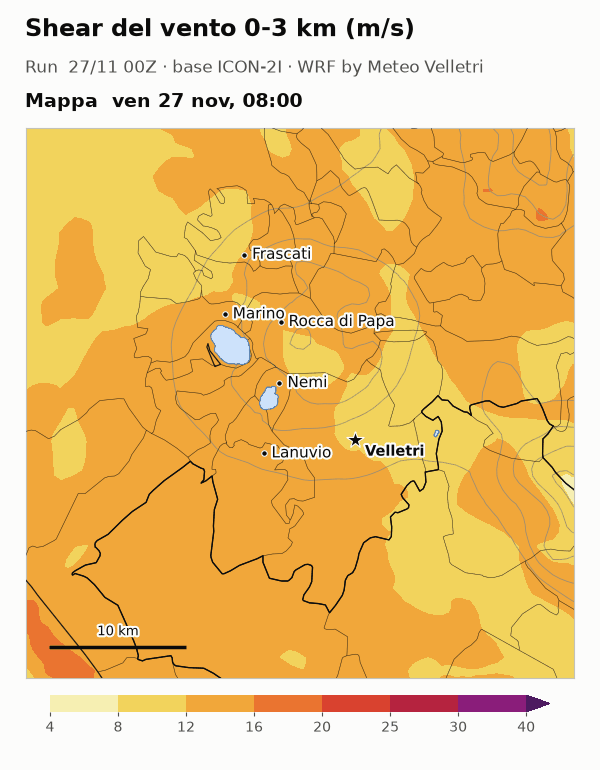 Shear del vento 0-3 km (m/s)
Run  27/11 00Z · base ICON-2I · WRF by Meteo Velletri
Mappa  ven 27 nov, 08:00
Frascati
Marino
Rocca di Papa
Nemi
Velletri
Lanuvio
10 km
4 8 12 16 20 25 30 40